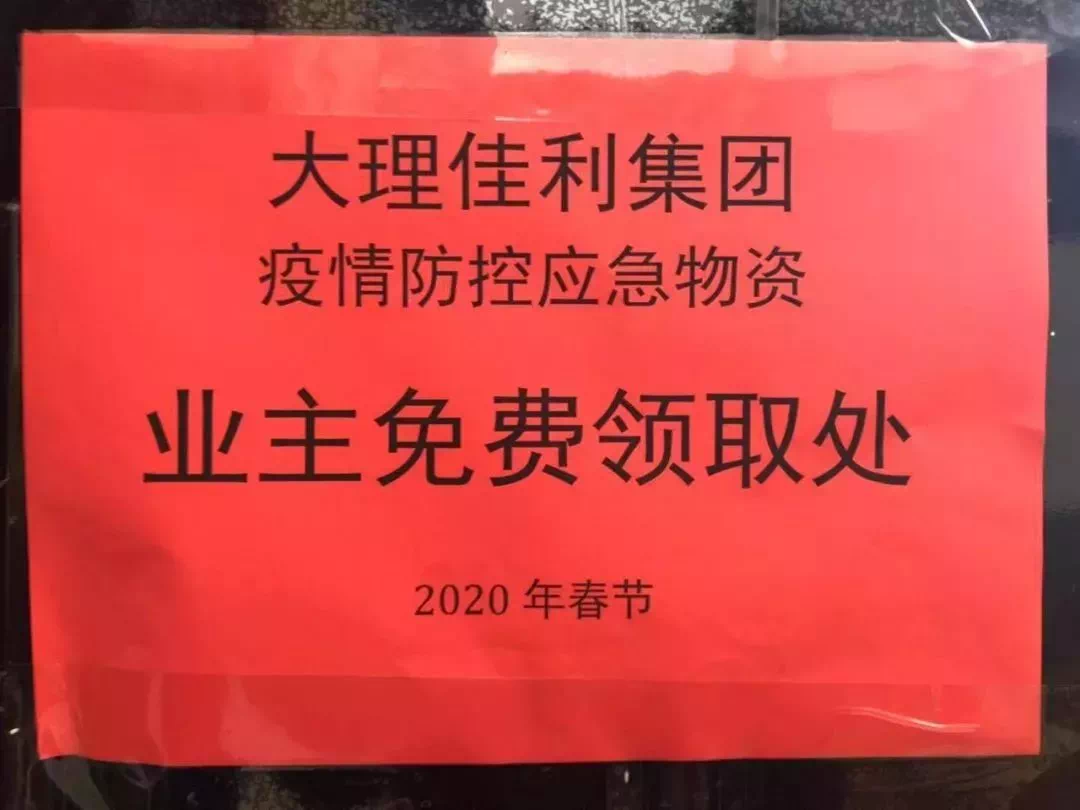 大理佳利集团
疫情防控应急物资
业主免费领取处
2020 年春节